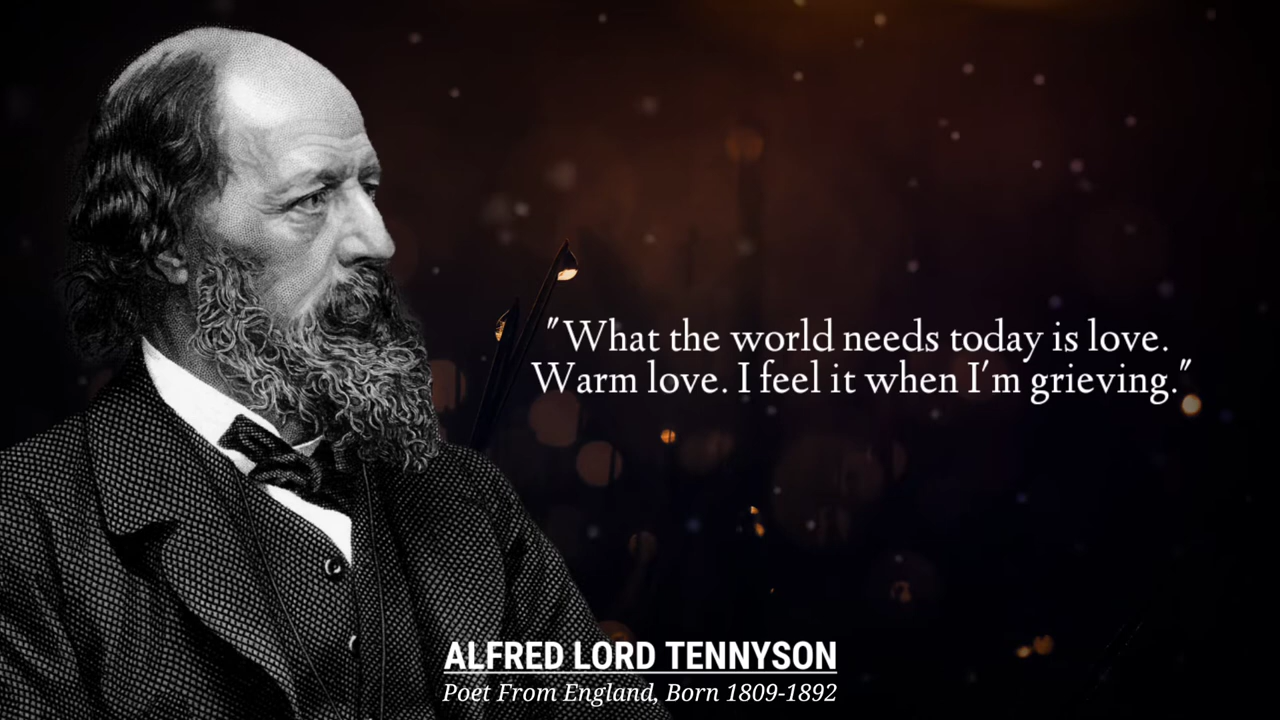 "What the world needs today is love.
Warm love. I feel it when I'm grieving."
ALFRED LORD TENNYSON
Poet From England, Born 1809-1892